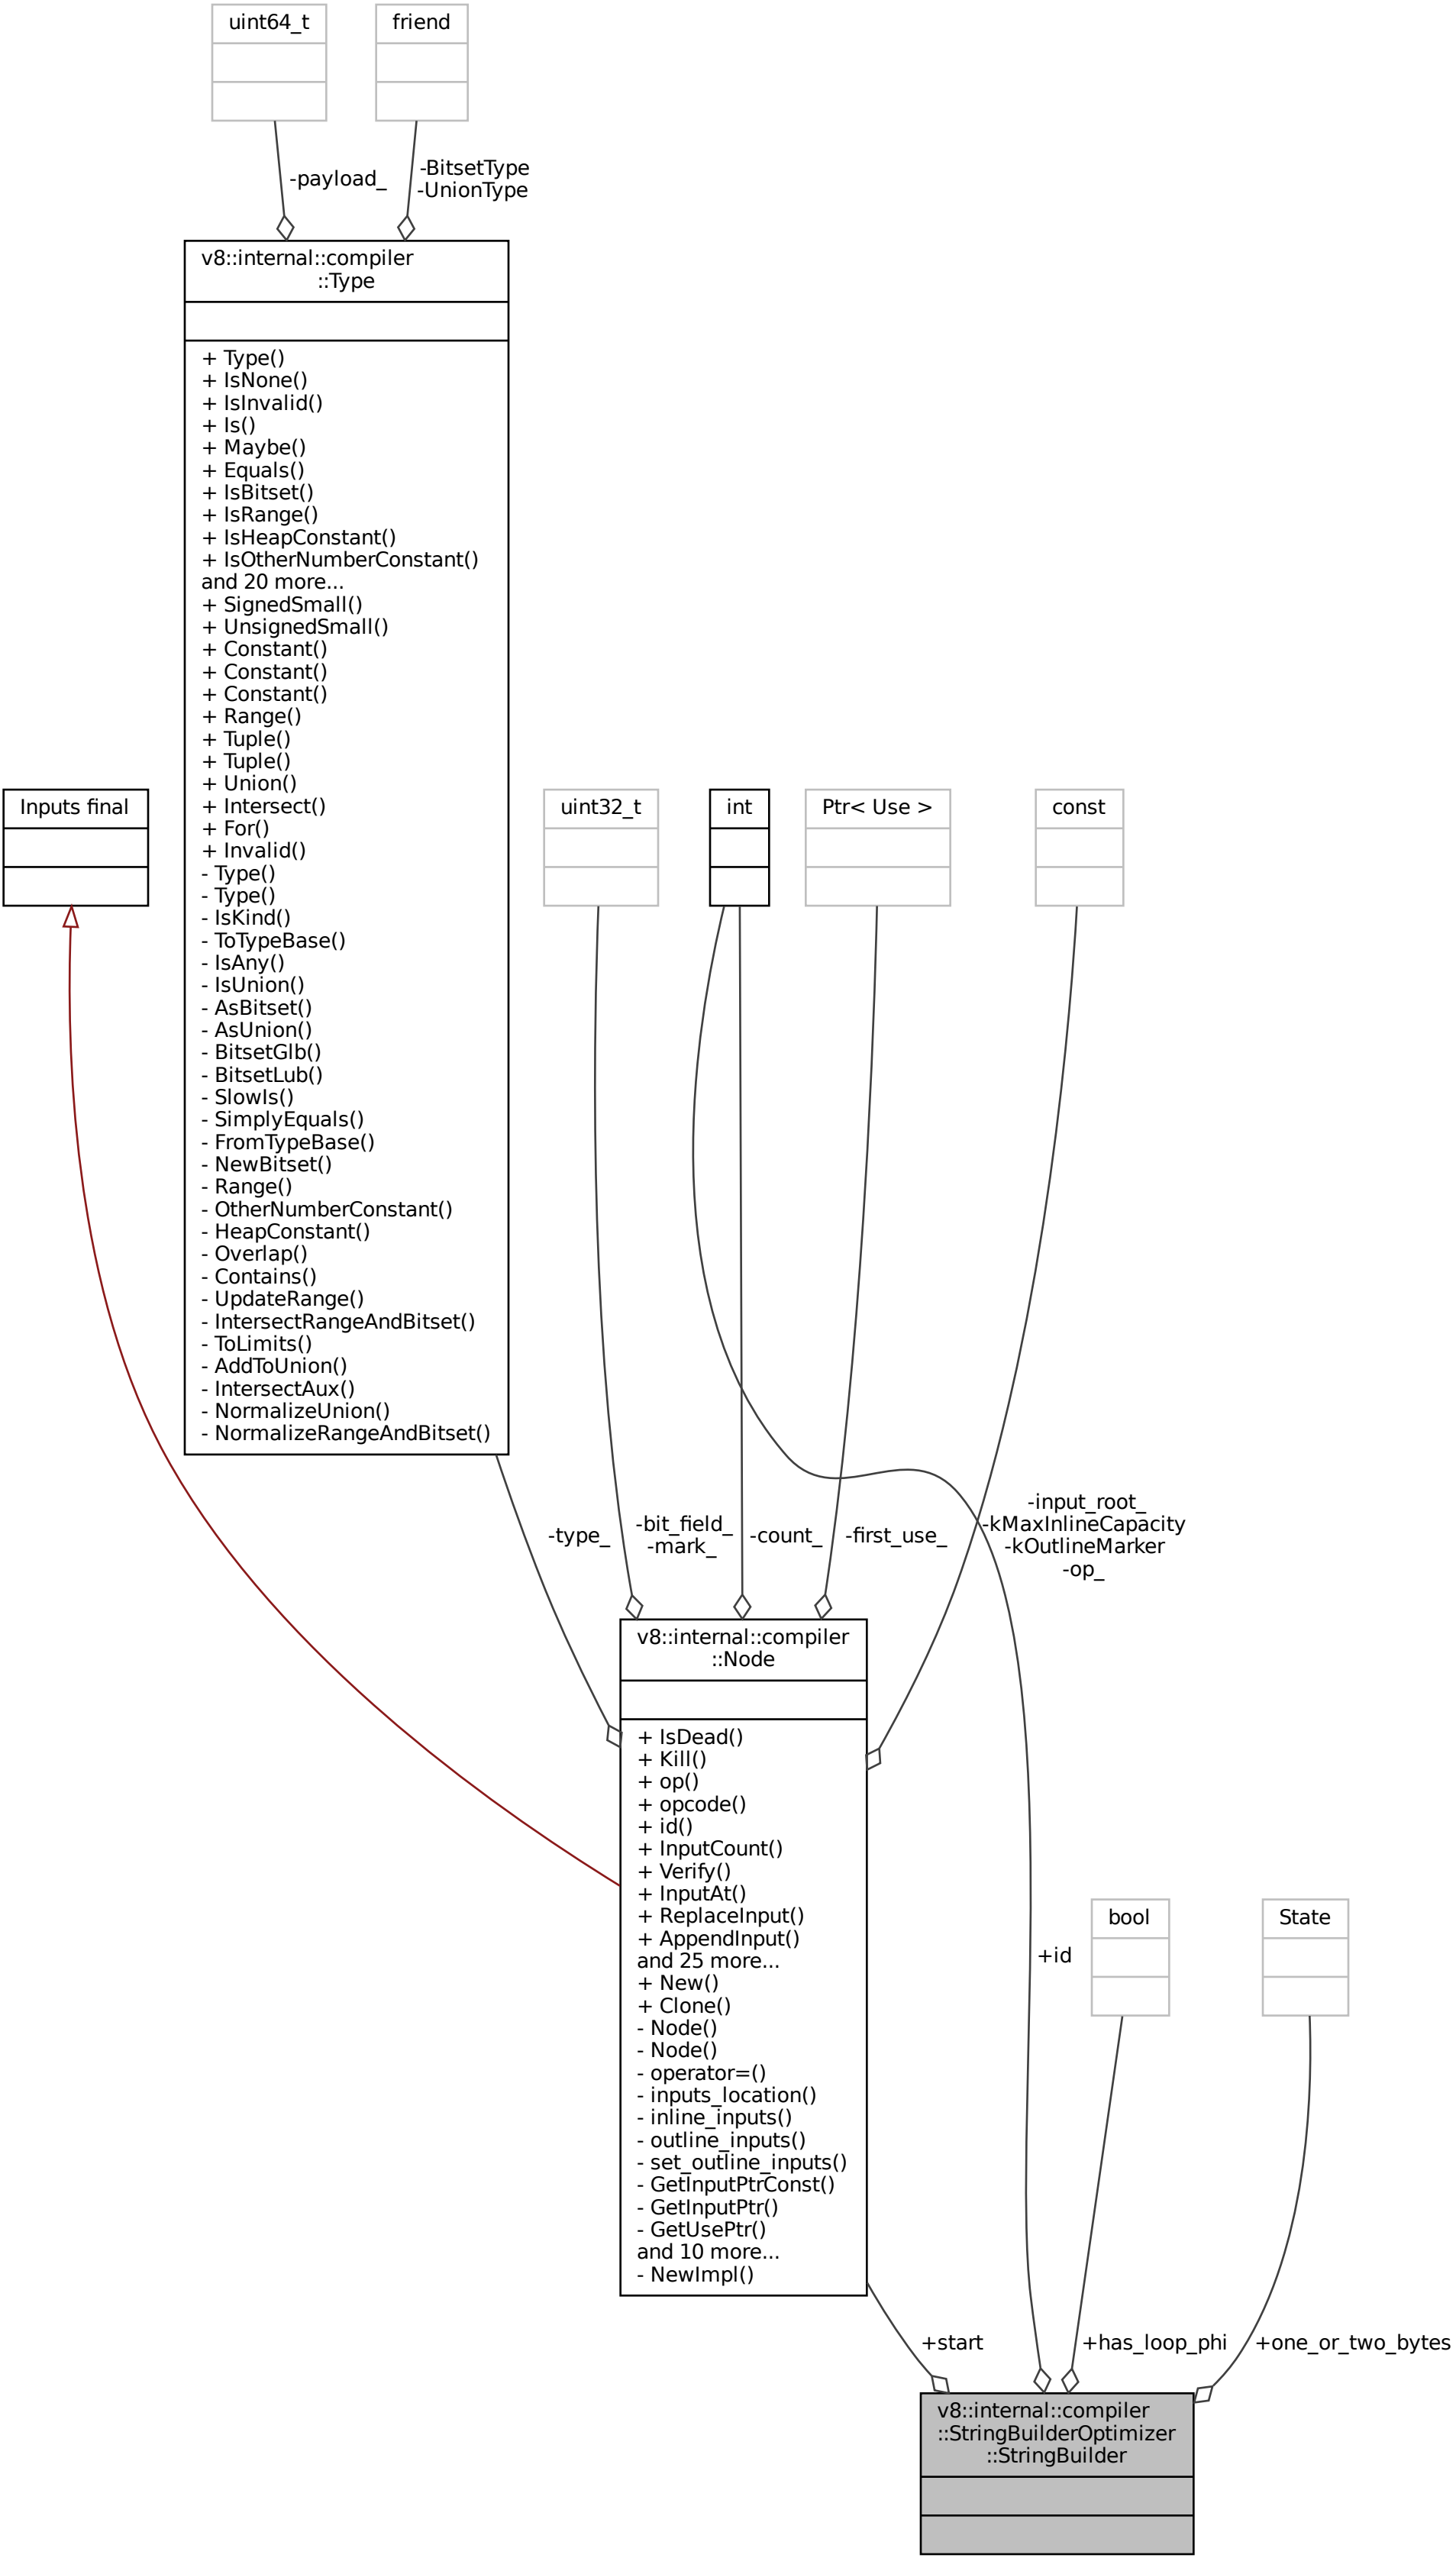 uint64_t
friend
-payload_
-BitsetType
-UnionType
v8::internal::compiler
::Type
+ Type()
+ IsNone()
+ IsInvalid()
+ Is()
+ Maybe()
+ Equals()
+ IsBitset()
+ IsRange()
+ IsHeapConstant()
+ IsOtherNumberConstant()
and 20 more...
+ SignedSmall()
+ UnsignedSmall()
+ Constant()
+ Constant()
+ Constant()
+ Range()
+ Tuple()
+ Tuple()
+ Union()
+ Intersect()
+ For()
+ Invalid()
- Type()
- Type()
- IsKind()
- ToTypeBase()
- IsAny()
- IsUnion()
- AsBitset()
- AsUnion()
- BitsetGlb()
- BitsetLub()
- SlowIs()
- SimplyEquals()
- FromTypeBase()
- NewBitset()
- Range()
- OtherNumberConstant()
- HeapConstant()
- Overlap()
- Contains()
- UpdateRange()
- IntersectRangeAndBitset()
- ToLimits()
- AddToUnion()
- IntersectAux()
- NormalizeUnion()
- NormalizeRangeAndBitset()
Inputs final
uint32_t
int
Ptr< Use >
const
-type_
-bit_field_
-mark_
-count_
-first_use_
-input_root_
-kMaxInlineCapacity
-kOutlineMarker
-op_
v8::internal::compiler
::Node
+ IsDead()
+ Kill()
+ op()
+ opcode()
+ id()
+ InputCount()
+ Verify()
+ InputAt()
+ ReplaceInput()
+ AppendInput()
and 25 more...
+ New()
+ Clone()
- Node()
- Node()
- operator=()
- inputs_location()
- inline_inputs()
- outline_inputs()
- set_outline_inputs()
- GetInputPtrConst()
- GetInputPtr()
- GetUsePtr()
and 10 more...
- NewImpl()
bool
State
+id
+start
+has_loop_phi
+one_or_two_bytes
v8::internal::compiler
::StringBuilderOptimizer
::StringBuilder